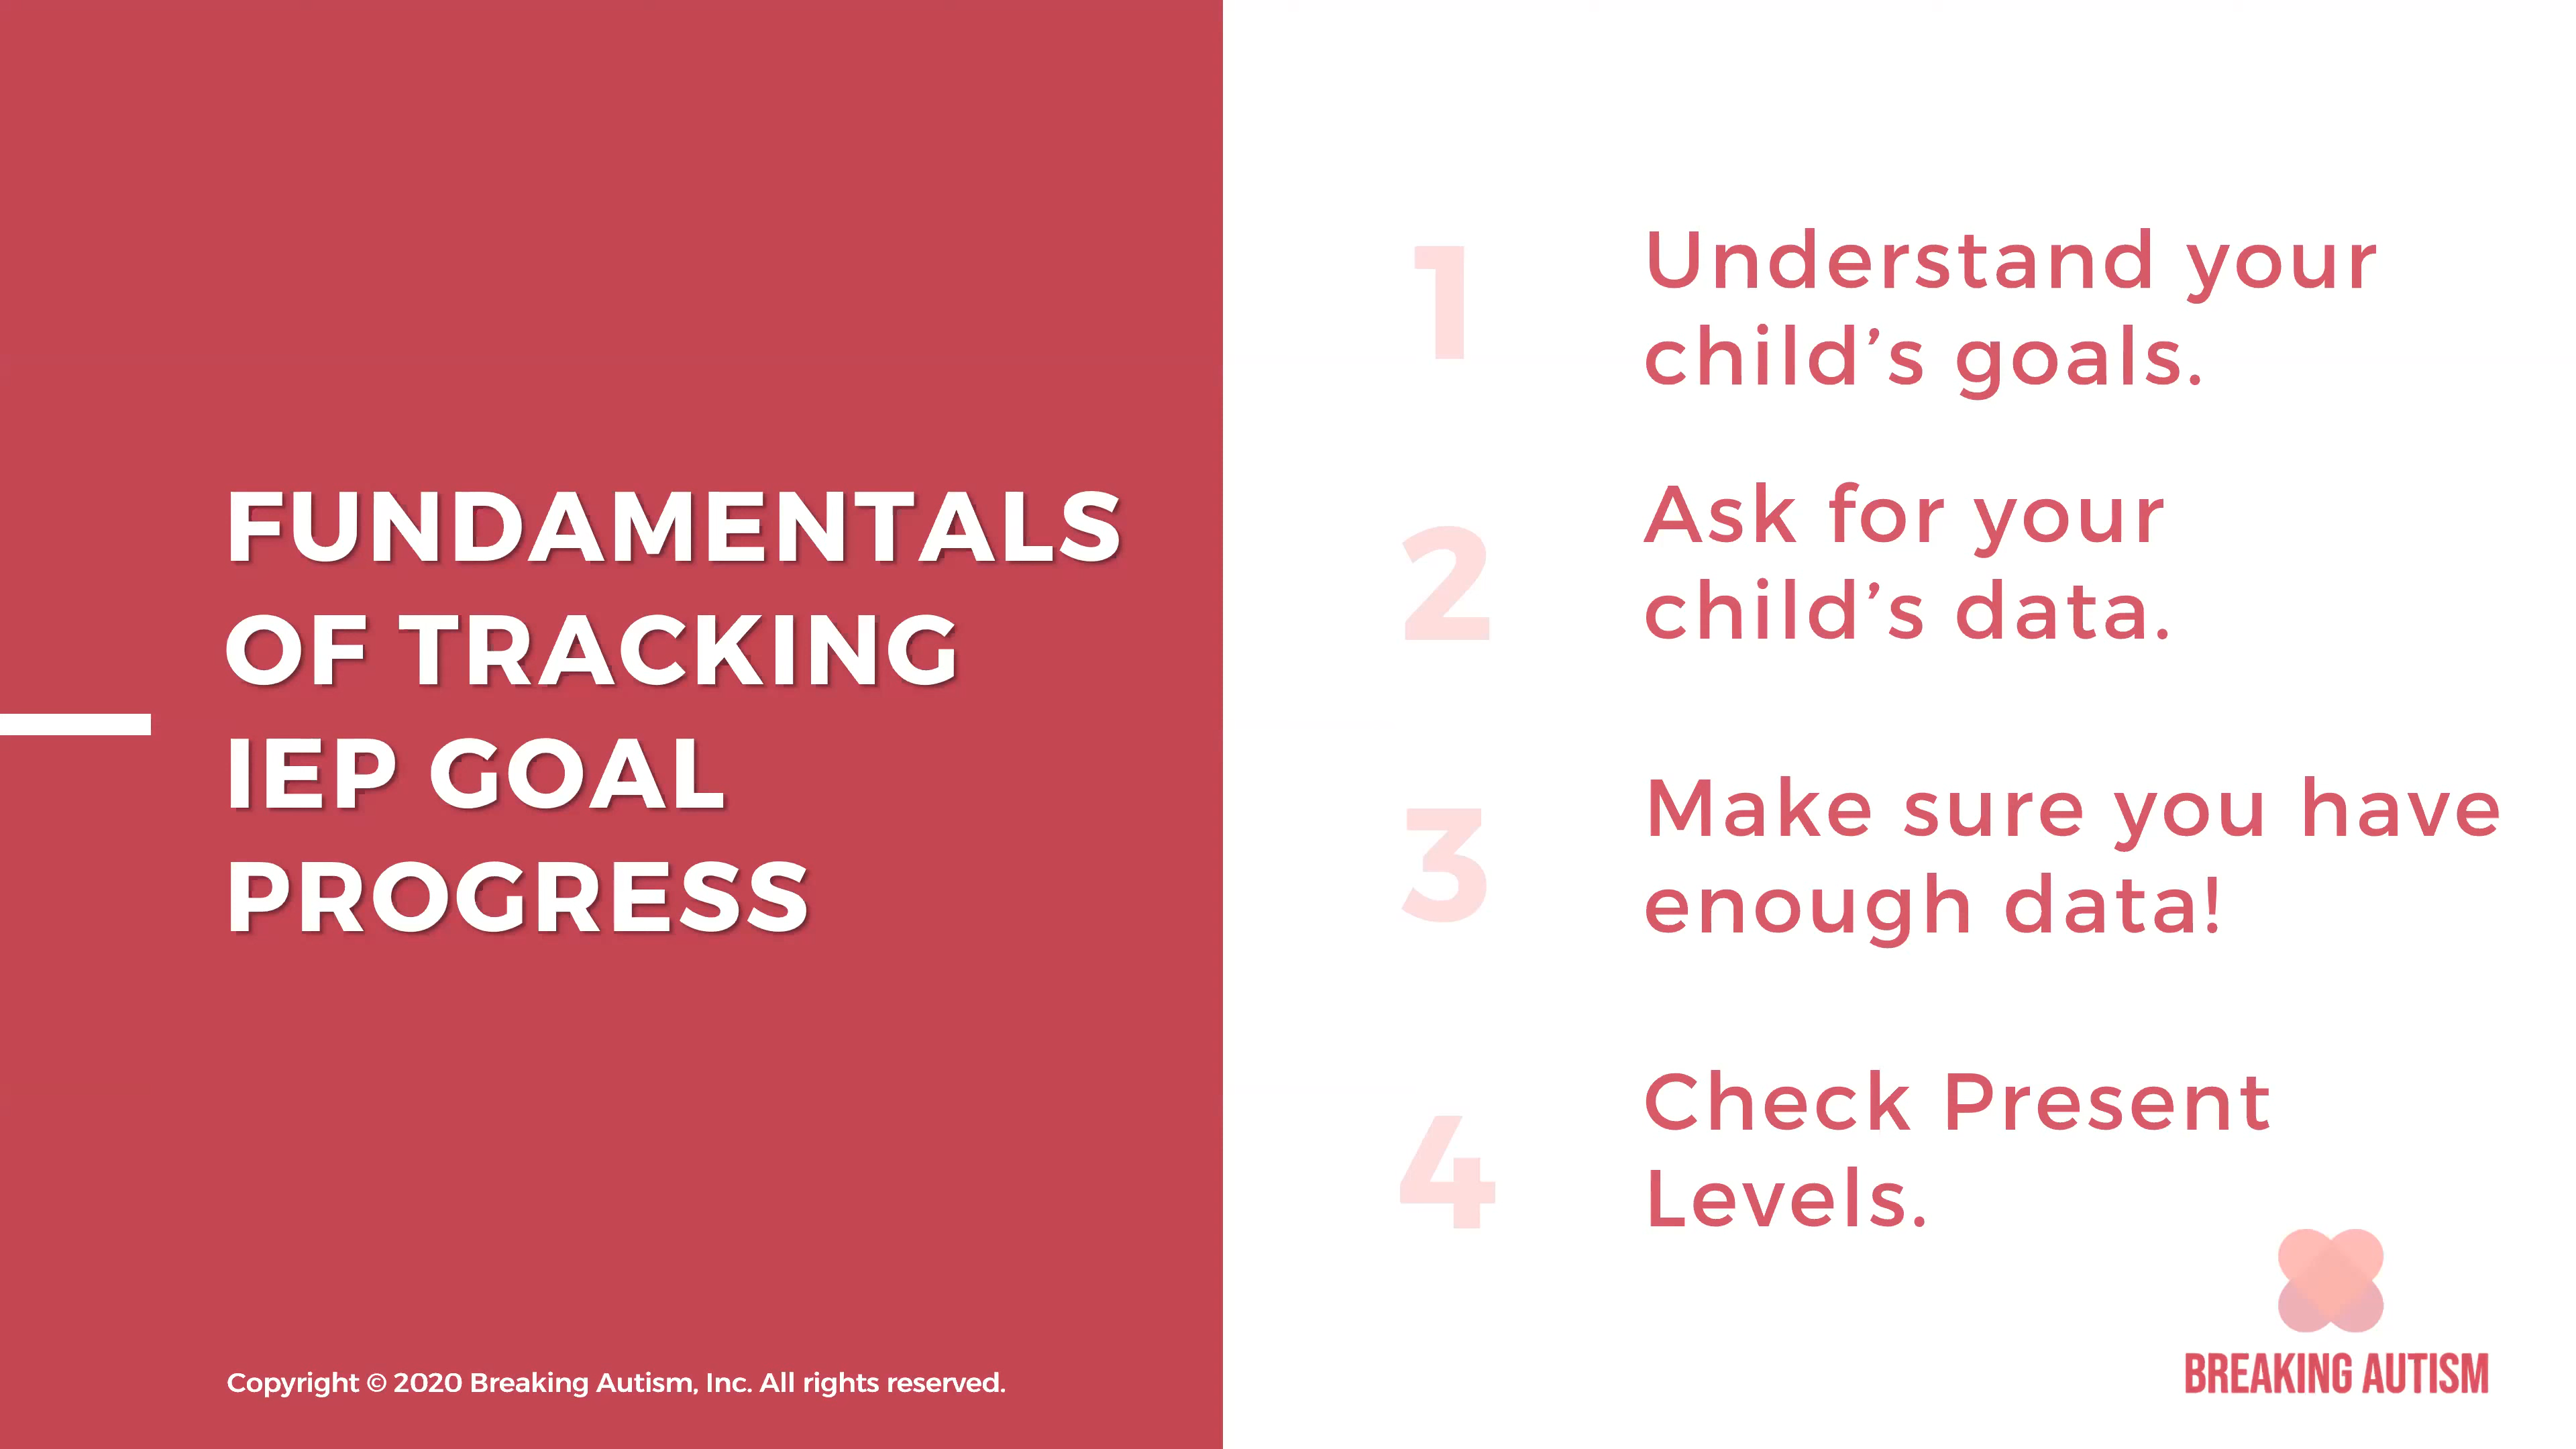 FUNDAMENTALS
OF TRACKING
IEP GOAL
PROGRESS
Copyright © 2020 Breaking Autism, Inc. All rights reserved.
1
Understand your
child’s goals.
2
Ask for your
child’s data.
3
Make sure you have
enough data!
4
Check Present
Levels.
BREAKING AUTISM